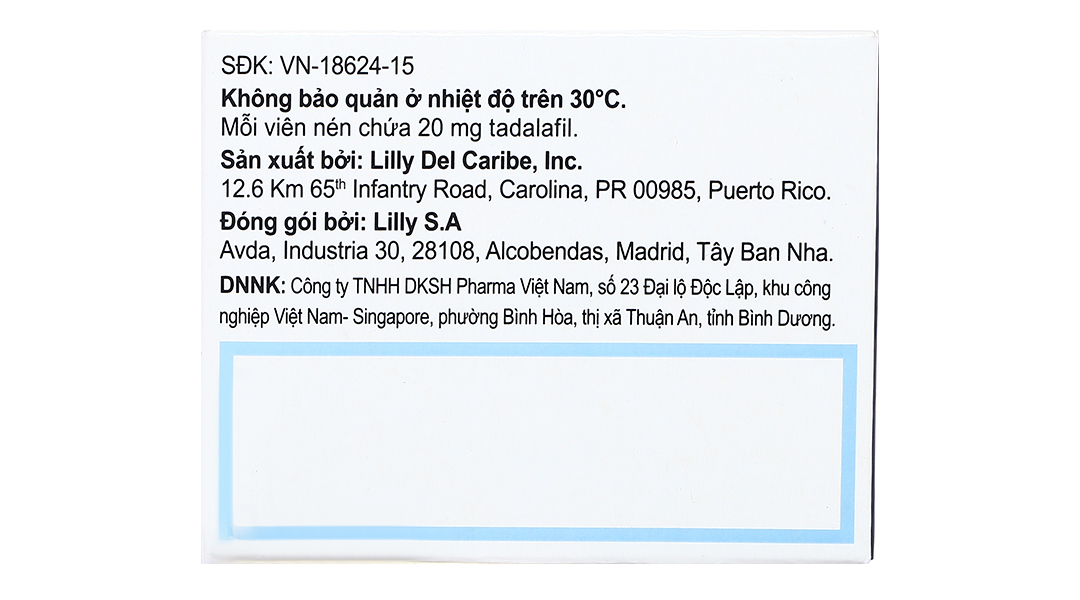 SĐK: VN-18624-15
Không bảo quản ở nhiệt độ trên 30°C.
Mỗi viên nén chứa 20 mg tadalafil.
Sản xuất bởi: Lilly Del Caribe, Inc.
12.6 Km 65th Infantry Road, Carolina, PR 00985, Puerto Rico.
Đóng gói bởi: Lilly S.A
Avda, Industria 30, 28108, Alcobendas, Madrid, Tây Ban Nha.
DNNK: Công ty TNHH DKSH Pharma Việt Nam, số 23 Đại lộ Độc Lập, khu công
nghiệp Việt Nam- Singapore, phường Bình Hòa, thị xã Thuận An, tỉnh Bình Dương.